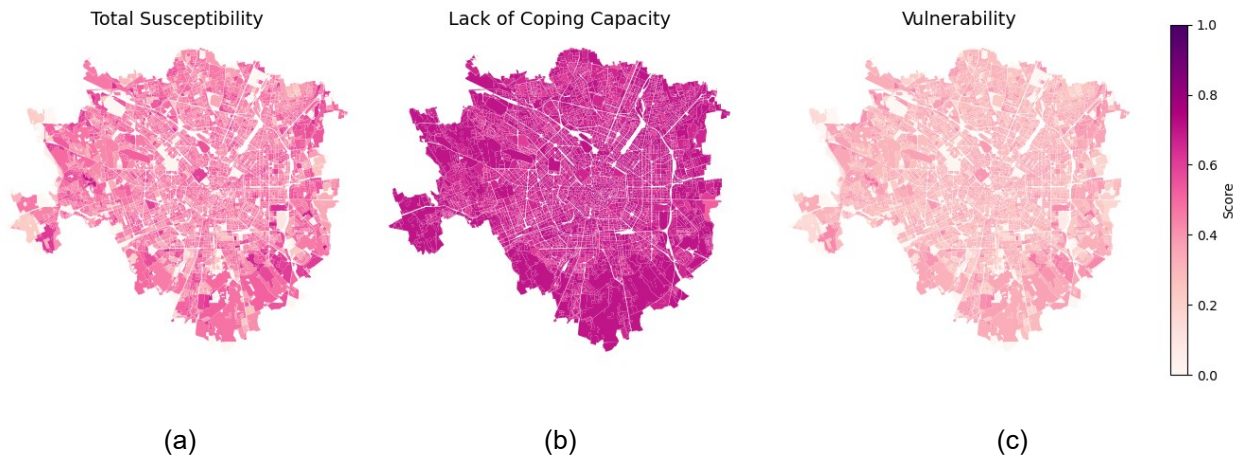 Total Susceptibility
Lack of Coping Capacity
Vulnerability
1.0
0.8
0.6
0.4
0.2
0.0
Score
(a)
(b)
(c)